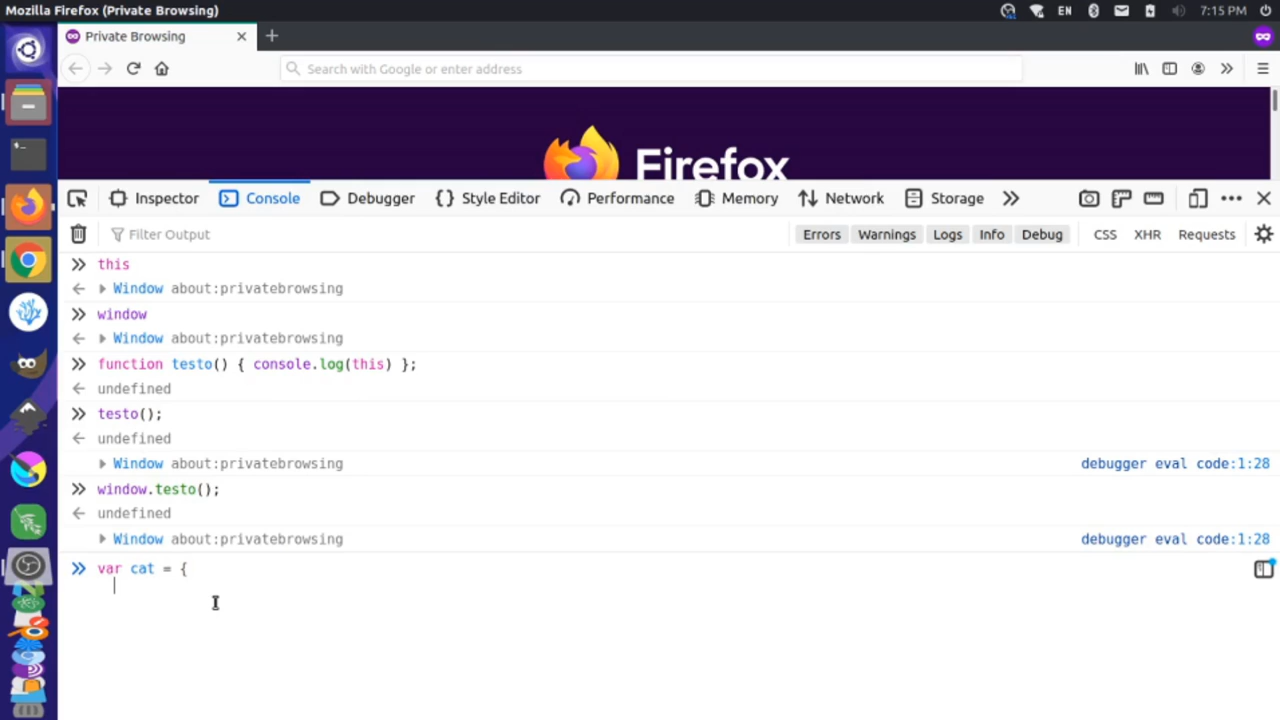 Mozilla Firefox (Private Browsing)
EN
7:15 PM
Private Browsing
Search with Google or enter address
Firefox
Inspector
Console
Debugger
{} Style Editor
Performance
Memory
Network
Storage
Filter Output
Errors
Warnings
Logs
Info
Debug
CSS
XHR
Requests
this
Window about:privatebrowsing
window
Window about:privatebrowsing
function testo() { console.log(this) };
undefined
testo();
undefined
Window about:privatebrowsing
debugger eval code:1:28
window.testo();
undefined
Window about:privatebrowsing
debugger eval code:1:28
var cat = {